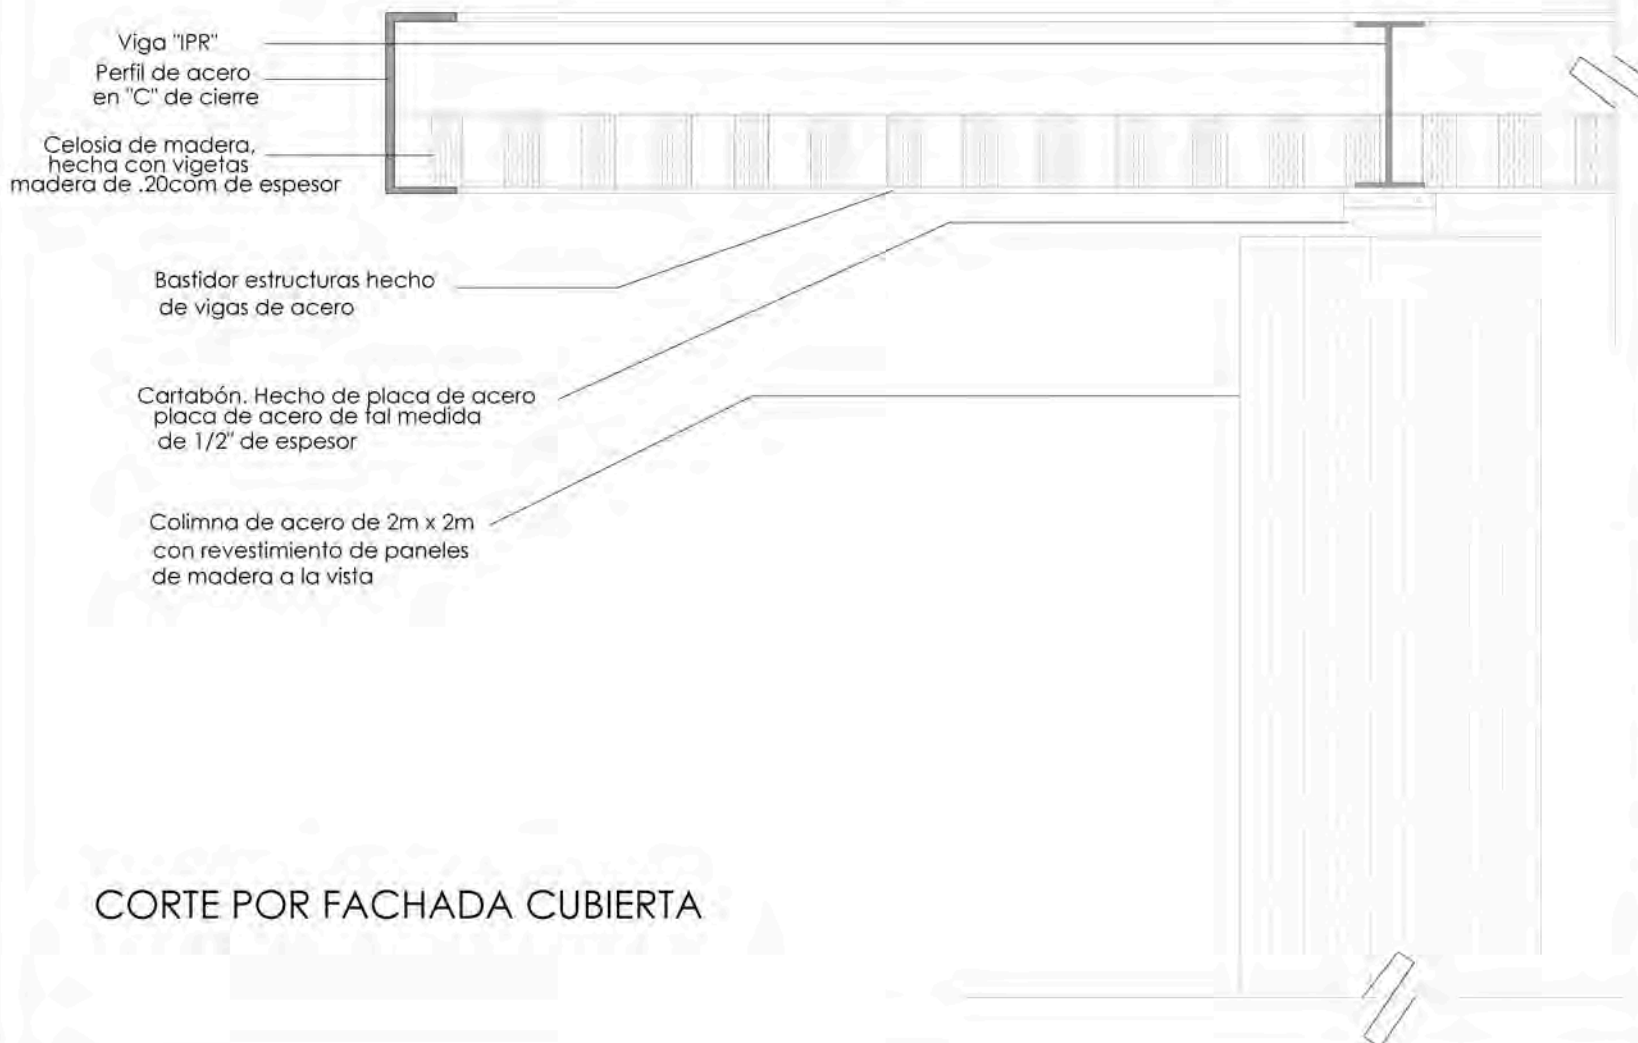 Viga "IPR"
Perfil de acero
en "C" de cierre
Celosia de madera,
hecha con vigetas
madera de .20com de espesor
Bastidor estructuras hecho
de vigas de acero
Cartabón. Hecho de placa de acero
placa de acero de tal medida
de 1/2" de espesor
Colimna de acero de 2m x 2m
con revestimiento de paneles
de madera a la vista
CORTE POR FACHADA CUBIERTA